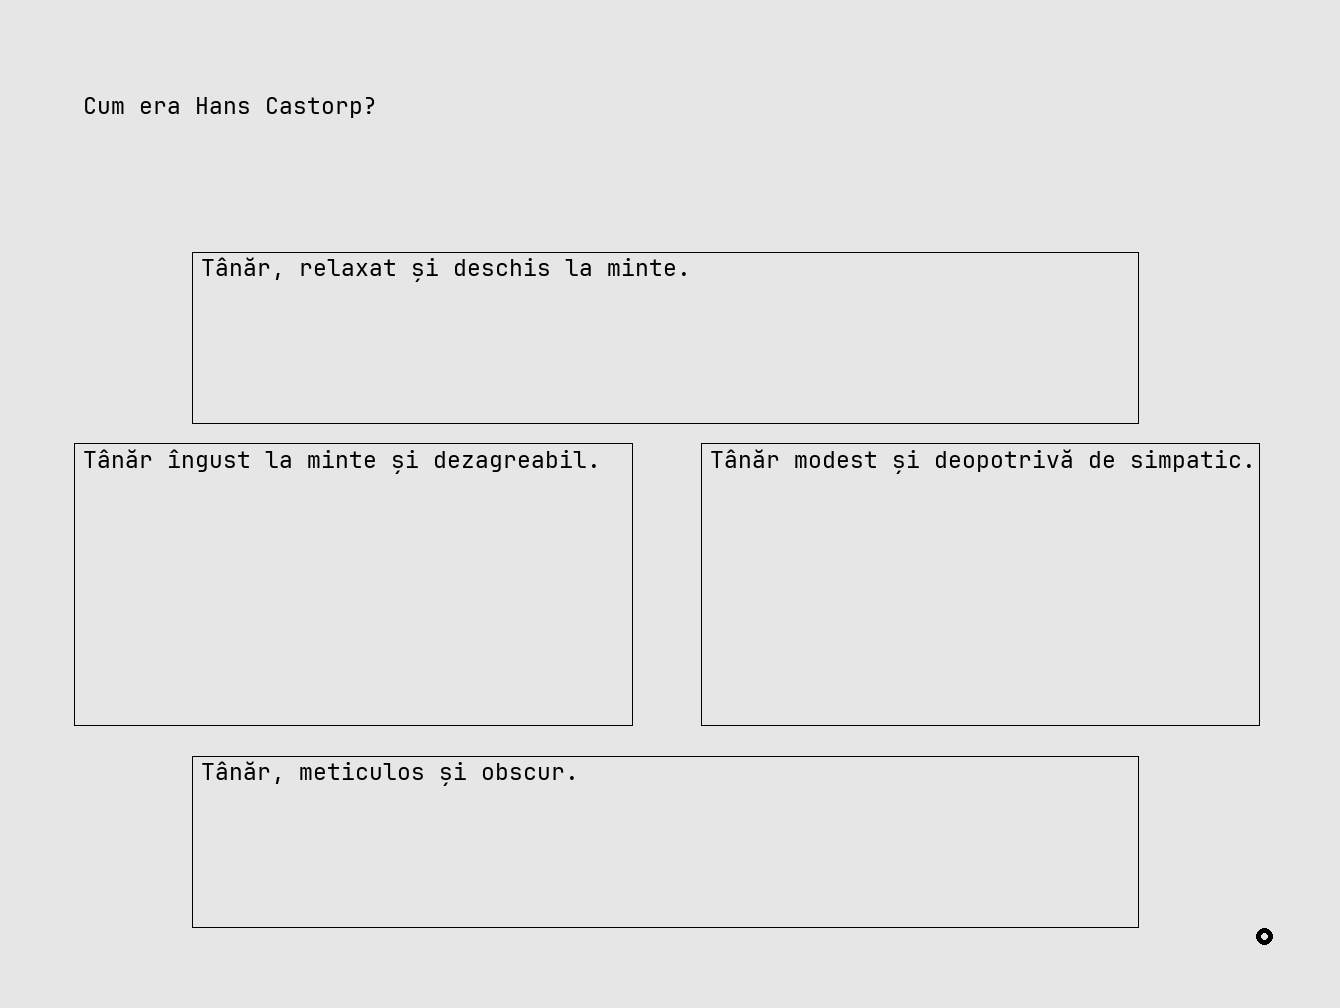 Cum era Hans Castorp?
Tânăr, relaxat și deschis la minte.
Tânăr îngust la minte și dezagreabil.
Tânăr modest și deopotrivă de simpatic.
Tânăr, meticulos și obscur.